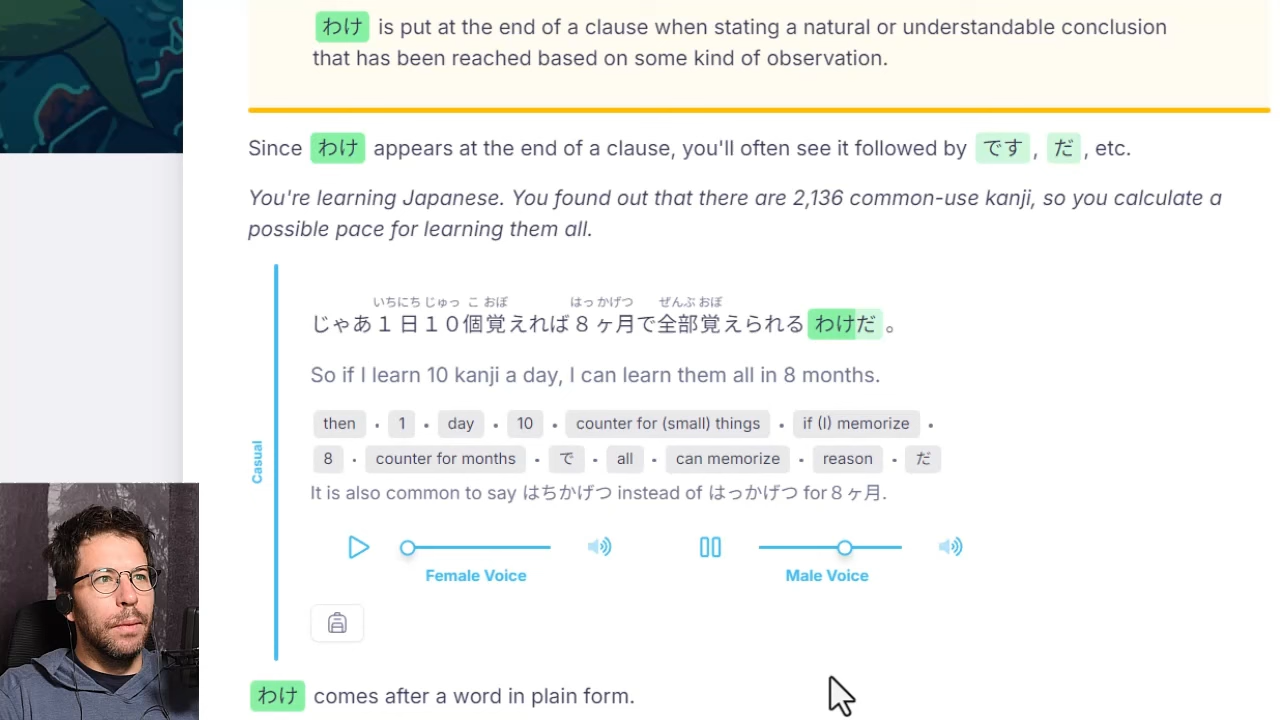 わけ is put at the end of a clause when stating a natural or understandable conclusion
that has been reached based on some kind of observation.
Since わけ appears at the end of a clause, you'll often see it followed by です, だ, etc.
You're learning Japanese. You found out that there are 2,136 common-use kanji, so you calculate a
possible pace for learning them all.
いちにち じゅっ こ おぼ はっ かげつ ぜんぶ おぼ
じゃあ１日１０個覚えれば８ヶ月で全部覚えられるわけだ。
So if I learn 10 kanji a day, I can learn them all in 8 months.
then · 1 · day · 10 · counter for (small) things · if (I) memorize ·
8 · counter for months · で · all · can memorize · reason · だ
It is also common to say はちかげつ instead of はっかげつ for８ヶ月.
Casual
Female Voice Male Voice
わけ comes after a word in plain form.